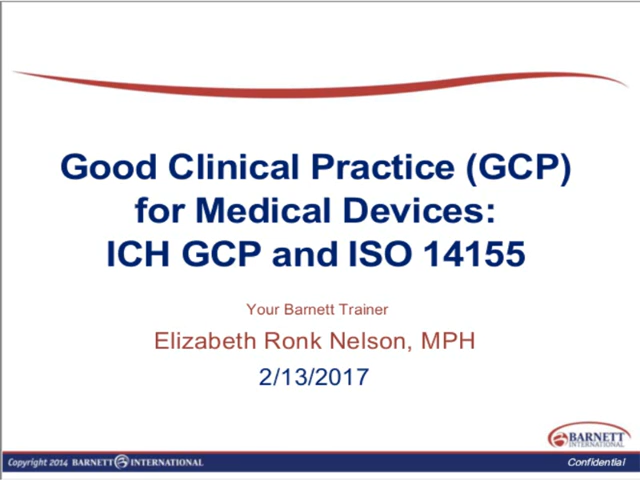 Good Clinical Practice (GCP)
for Medical Devices:
ICH GCP and ISO 14155
Your Barnett Trainer
Elizabeth Ronk Nelson, MPH
2/13/2017
BARNETT
INTERNATIONAL
Copyright 2014 BARNETT INTERNATIONAL
Confidential